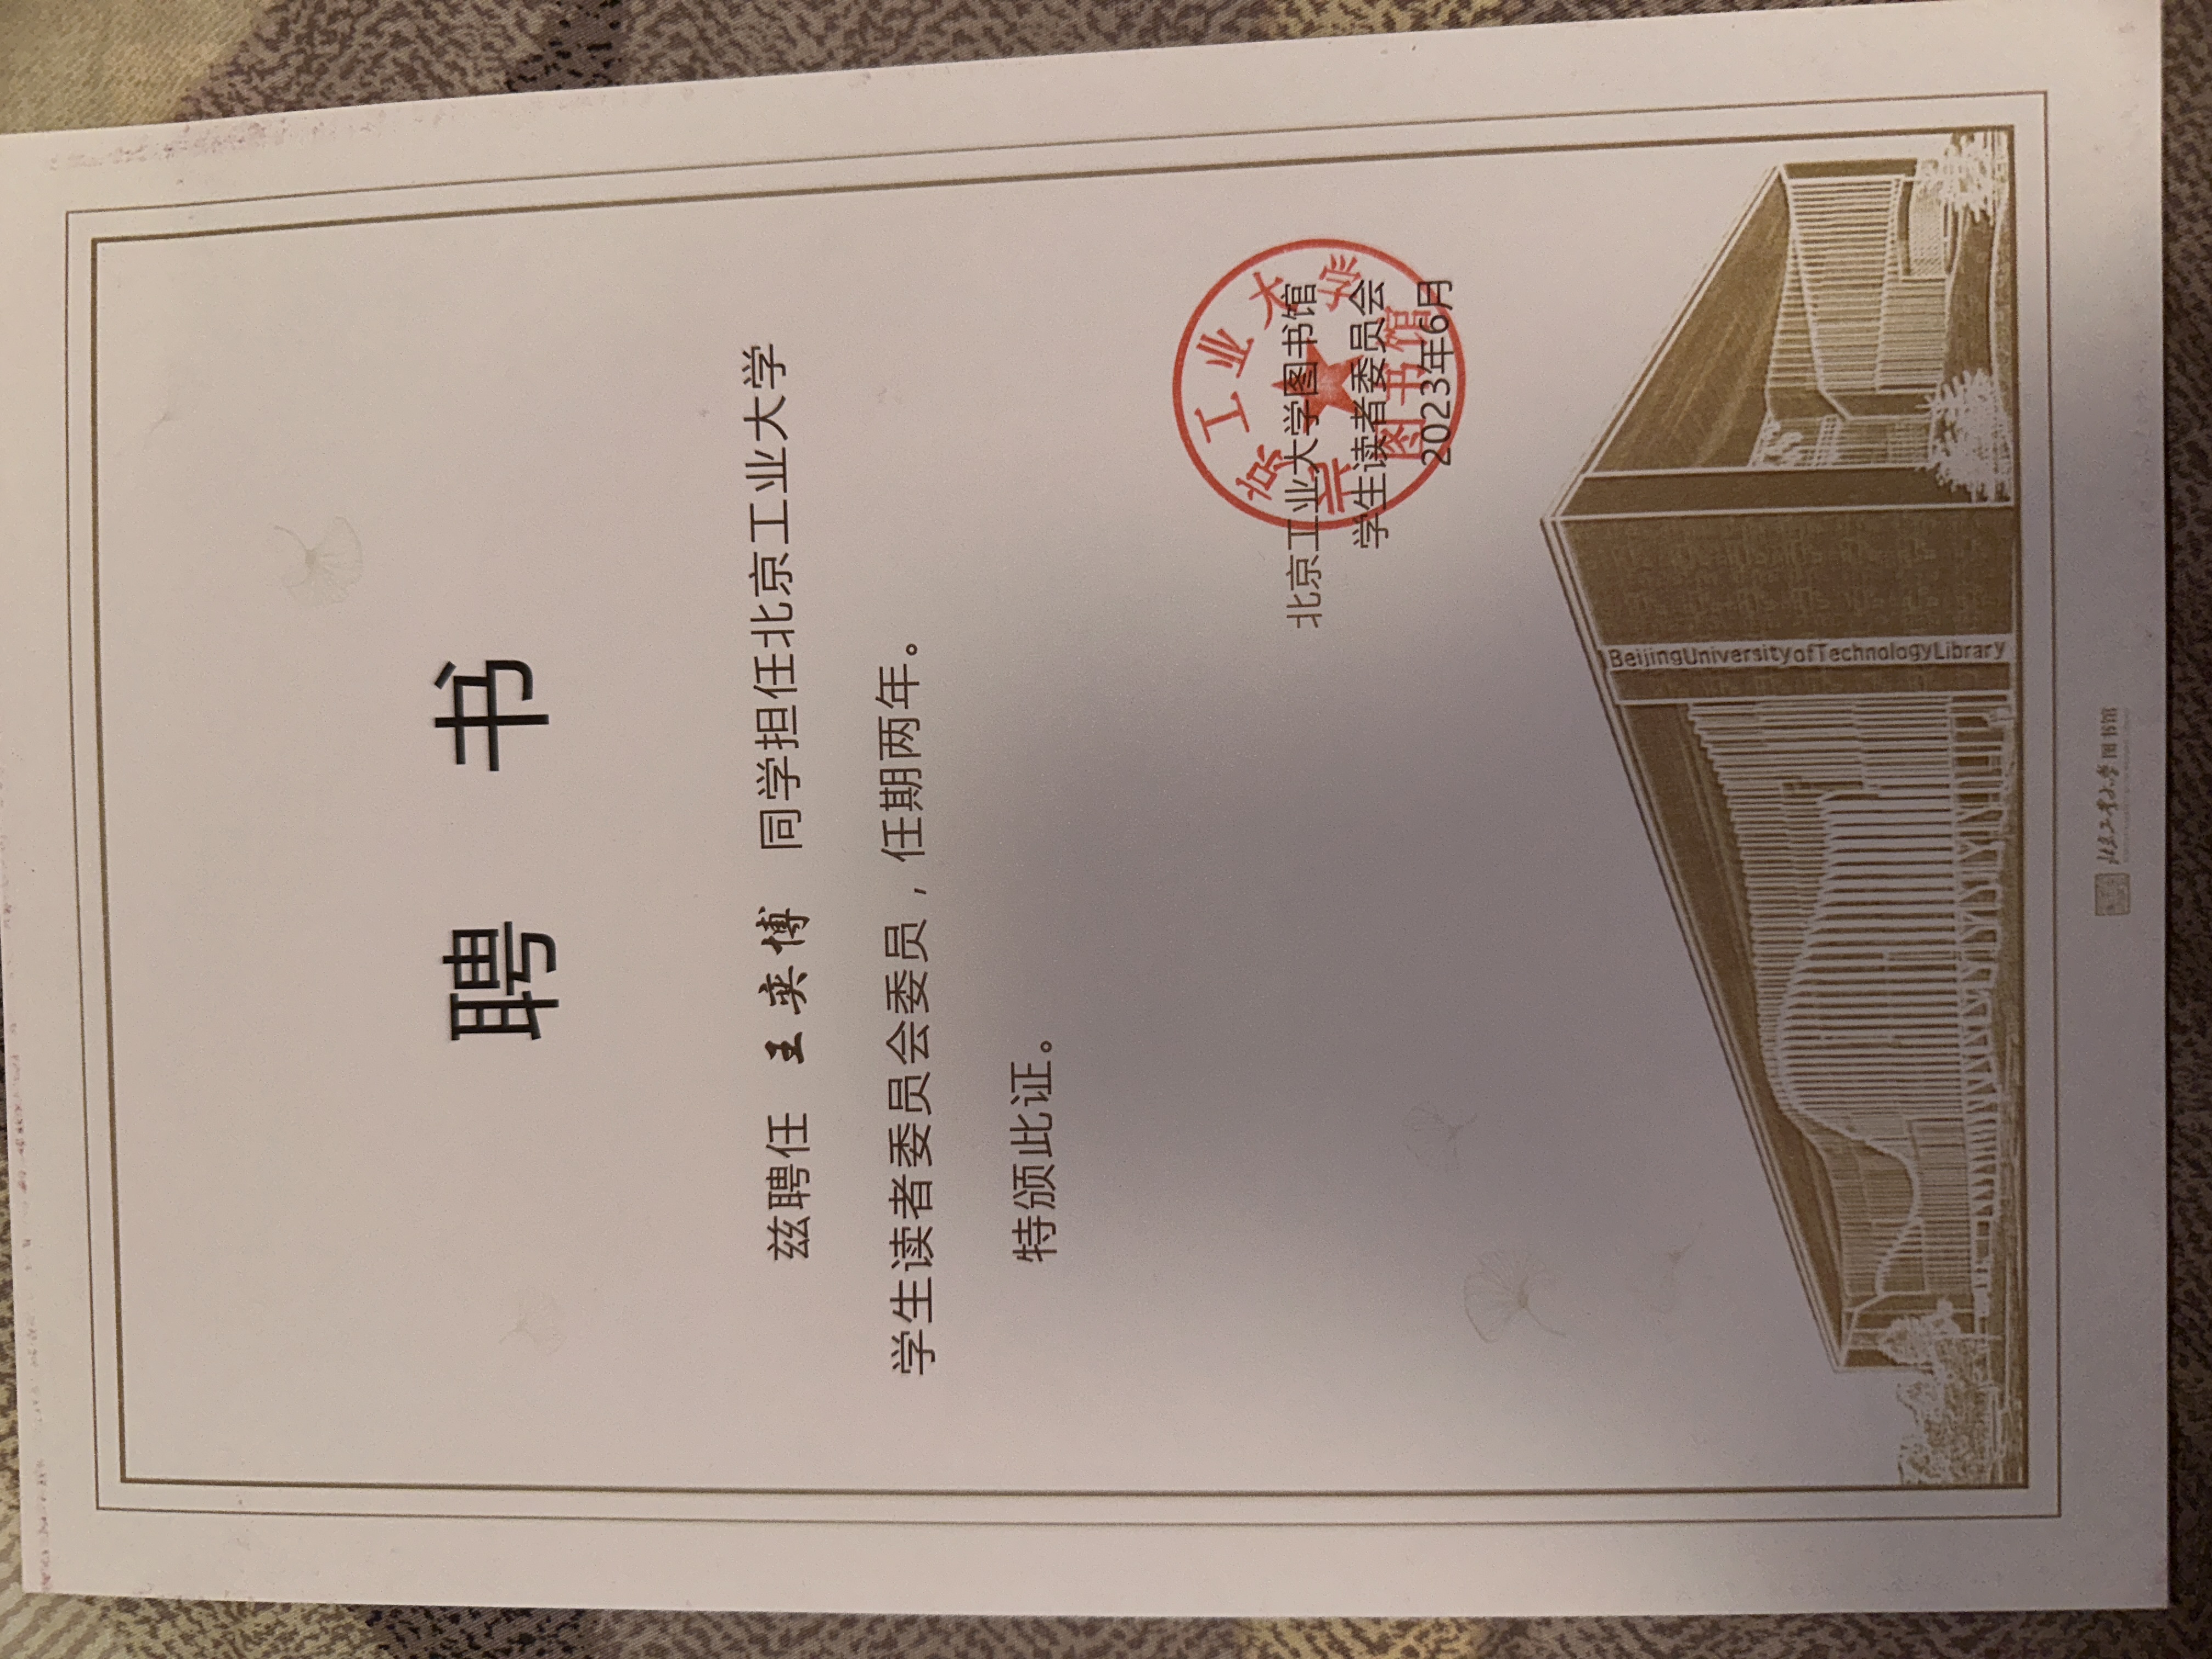 聘 书
兹聘任 王奕博 同学担任北京工业大学
学生读者委员会委员，任期两年。
特颁此证。
北京工业大学
图书馆
北京工业大学图书馆
学生读者委员会
2023年6月
BeijingUniversityofTechnologyLibrary
北京工业大学图书馆